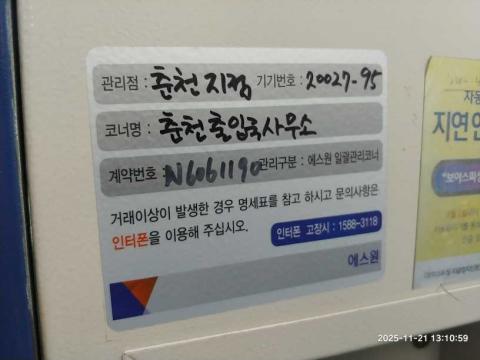 관리점 : 춘천지점 기기번호 : 20027-95
코너명 : 춘천출입국사무소
계약번호 N6061190 관리구분 : 에스원 일괄관리코너
거래이상이 발생한 경우 명세표를 참고 하시고 문의사항은
인터폰을 이용해 주십시오. 인터폰 고장시 : 1588-3118
에스원
자동
지연인
2025-11-21 13:10:59